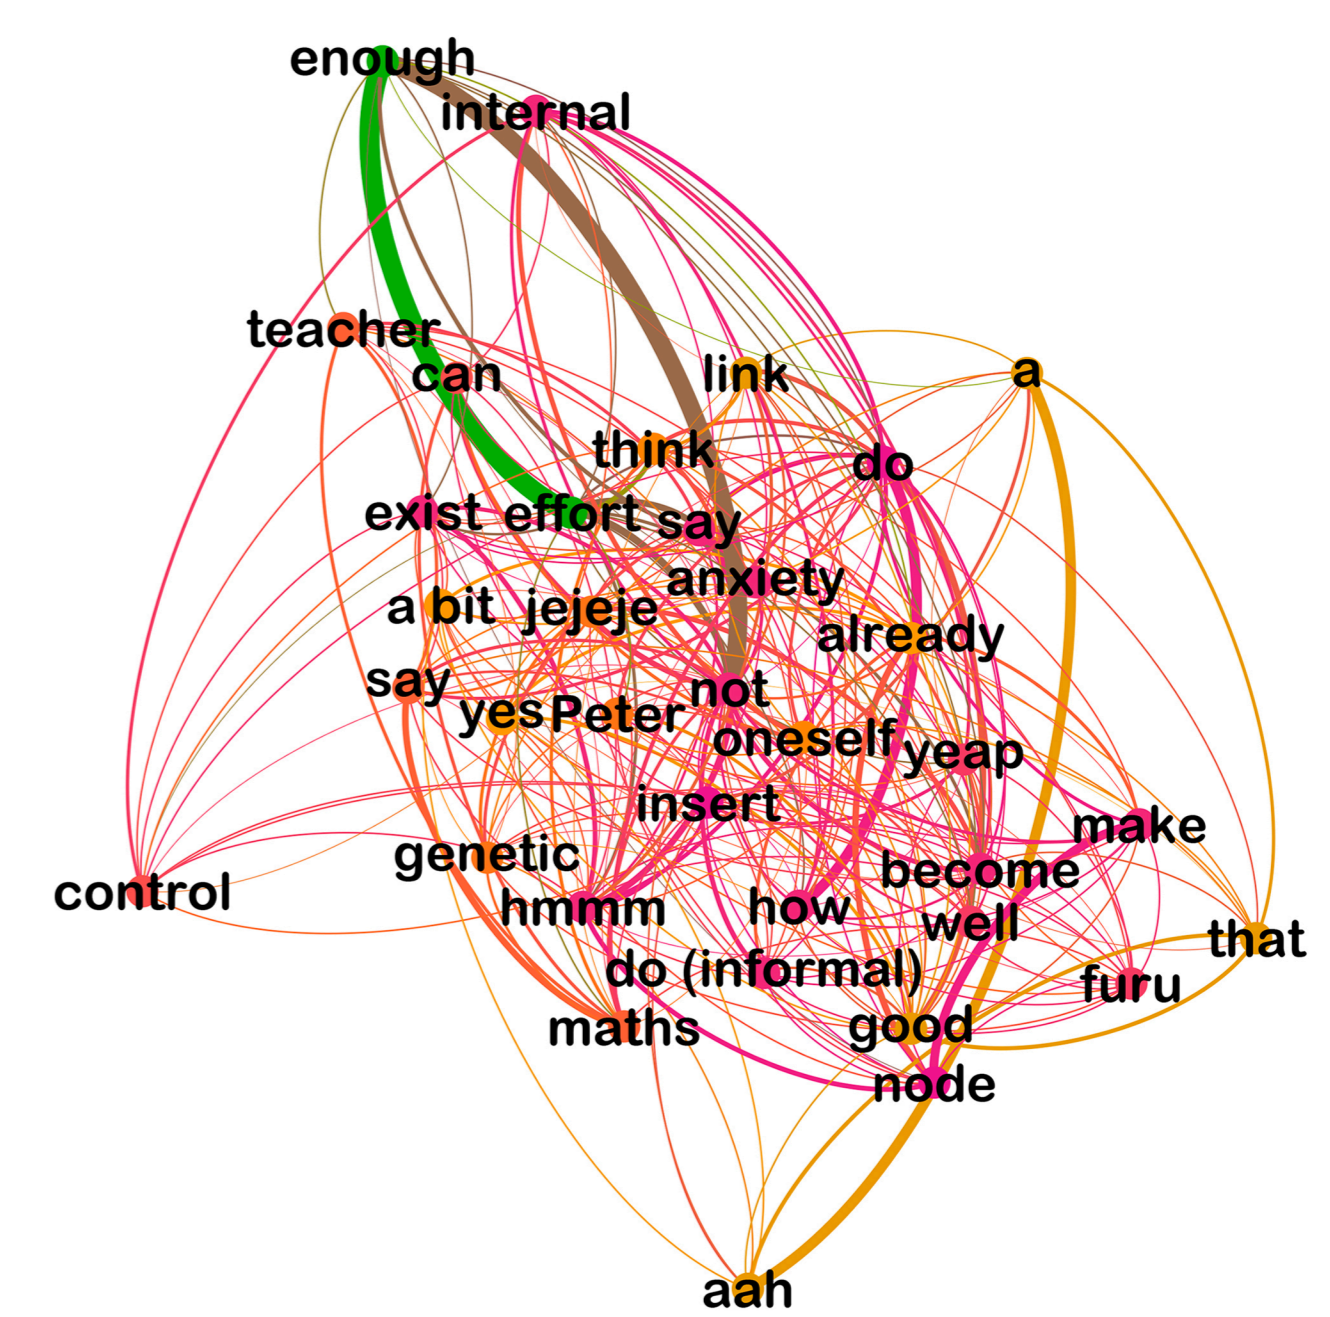 enough
internal
teacher
can
link
a
think
do
exist
effort
say
anxiety
a bit
jejeje
already
say
yes
Peter
not
oneself
yeap
insert
make
genetic
become
control
hmmm
how
well
that
do (informal)
furu
maths
good
node
aah